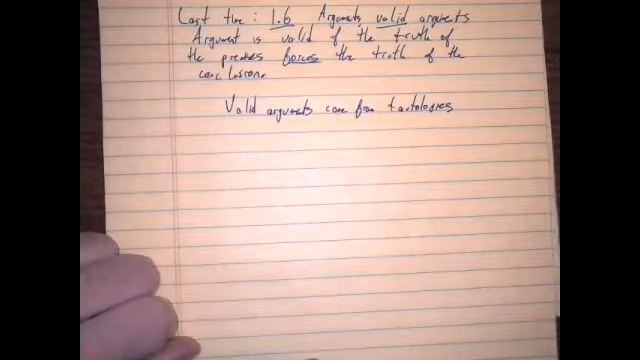 Last time: 1.6 Arguments, valid arguments
Argument is valid if the truth of
the premises forces the truth of the
conclusion.
Valid arguments come from tautologies